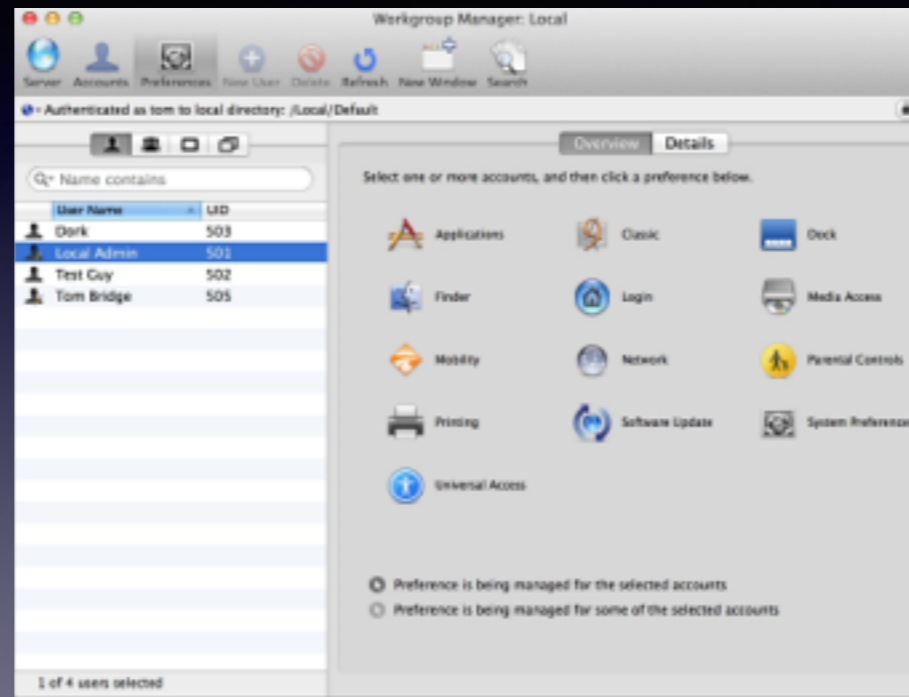 Workgroup Manager: Local
Server Accounts Preferences New User Delete Refresh New Window Search
Authenticated as tom to local directory: /Local/Default
Overview Details
Name contains
Select one or more accounts, and then click a preference below.
User Name UID
Dork 503
Local Admin 501
Test Guy 502
Tom Bridge 505
Applications Classic Dock
Finder Login Media Access
Mobility Network Parental Controls
Printing Software Update System Preference
Universal Access
Preference is being managed for the selected accounts
Preference is being managed for some of the selected accounts
1 of 4 users selected